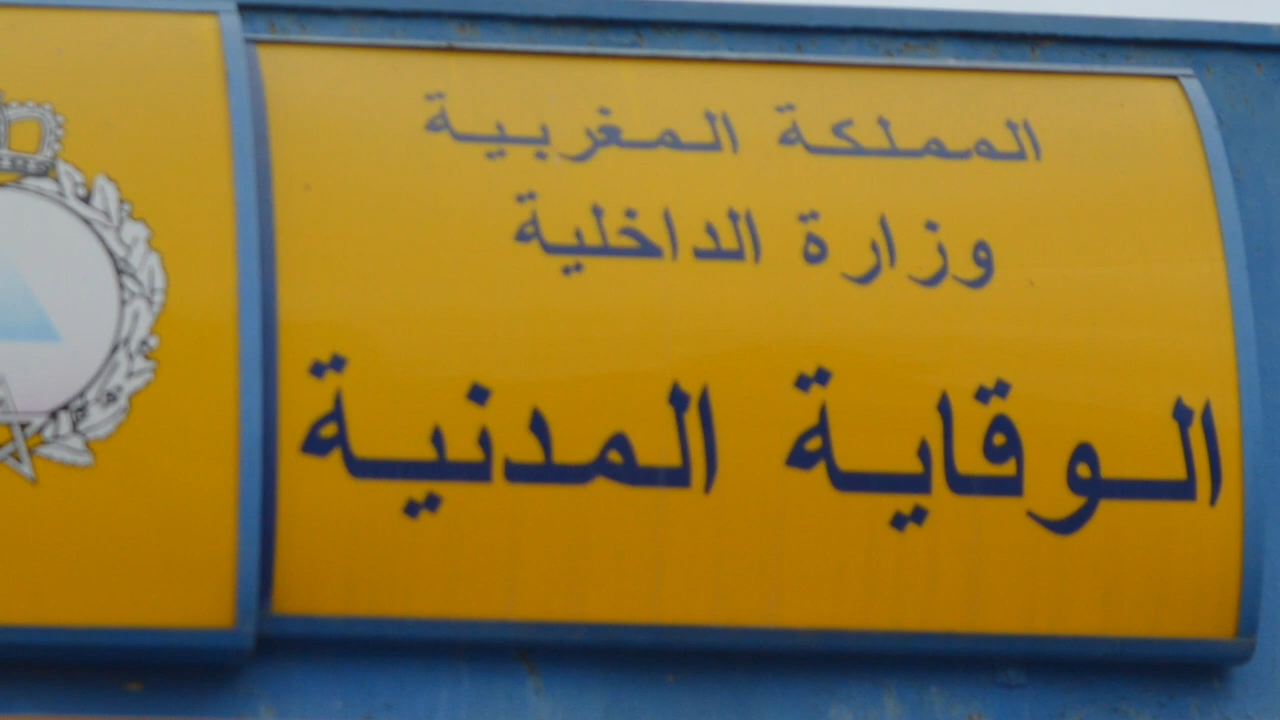 المملكة المغربية
وزارة الداخلية
الوقاية المدنية